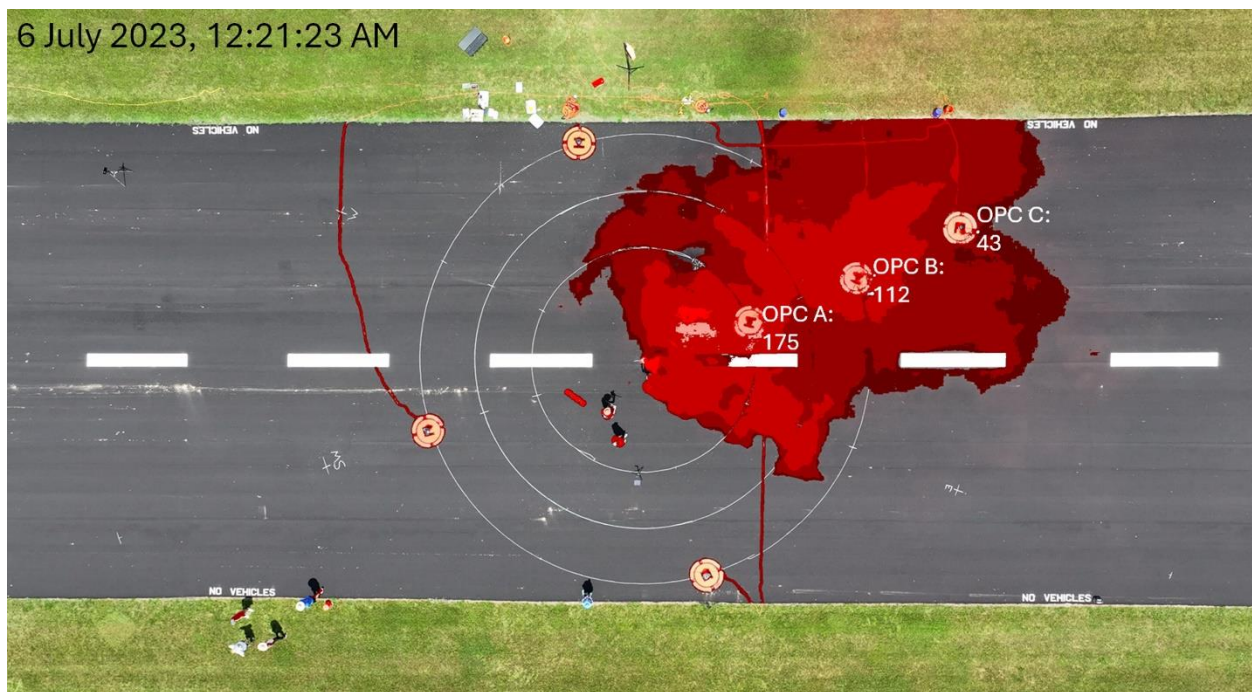 6 July 2023, 12:21:23 AM
NO VEHICLES
NO VEHICLES
OPC C:
43
OPC B:
112
OPC A:
175
NO VEHICLES
NO VEHICLES